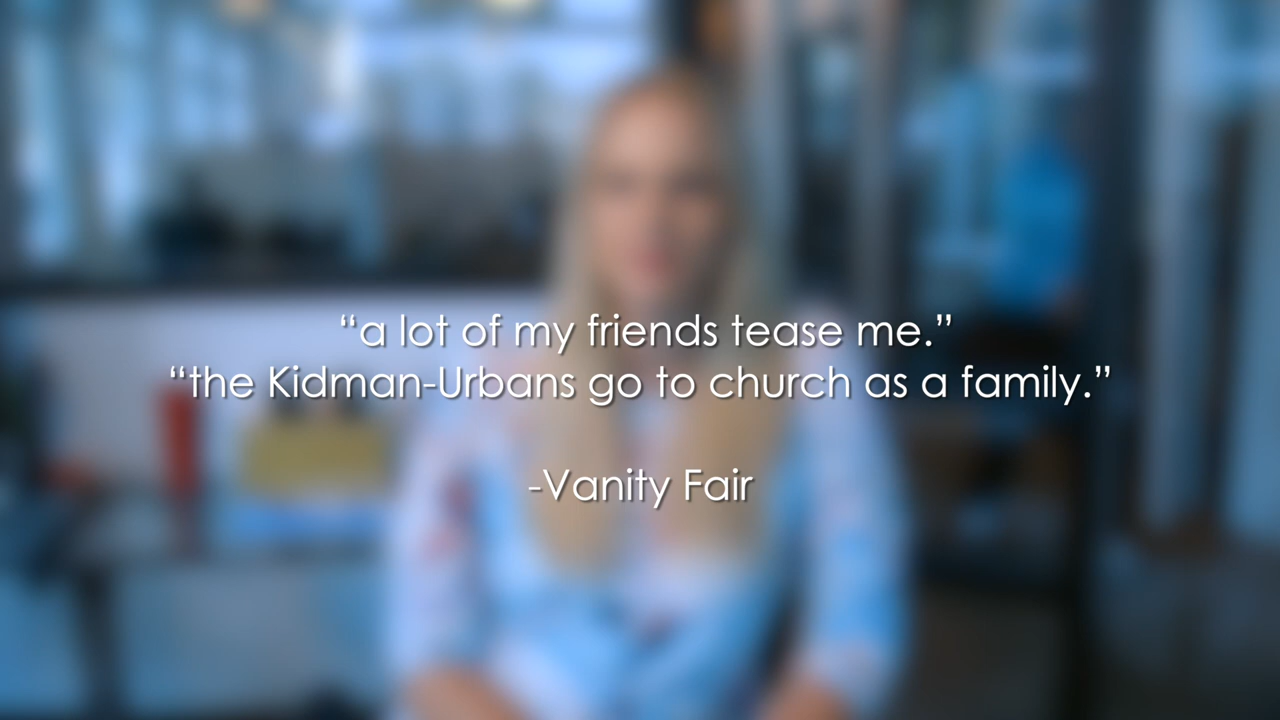 “a lot of my friends tease me.”
“the Kidman-Urbans go to church as a family.”
-Vanity Fair